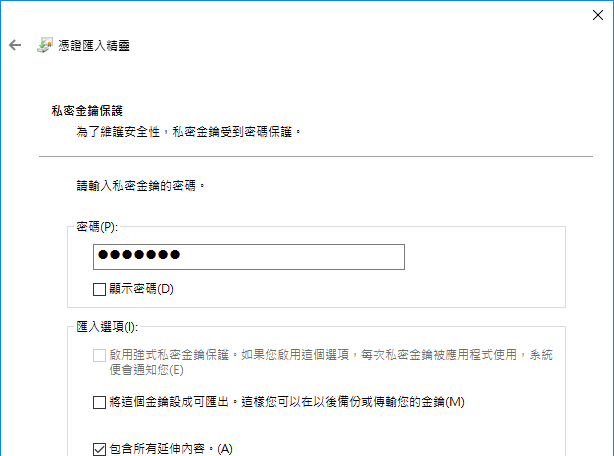 憑證匯入精靈
私密金鑰保護
為了維護安全性，私密金鑰受到密碼保護。
請輸入私密金鑰的密碼。
密碼(P):
●●●●●●●
顯示密碼(D)
匯入選項(I):
啟用強式私密金鑰保護。如果您啟用這個選項，每次私密金鑰被應用程式使用，系統
便會通知您(E)
將這個金鑰設成可匯出。這樣您可以在以後備份或傳輸您的金鑰(M)
包含所有延伸內容。(A)